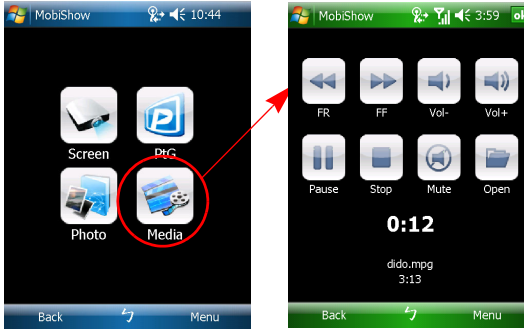 MobiShow 10:44
Screen PtG
Photo Media
Back ㄣ Menu
MobiShow 3:59 ok
FR FF Vol- Vol+
Pause Stop Mute Open
0:12
dido.mpg
3:13
Back ㄣ Menu